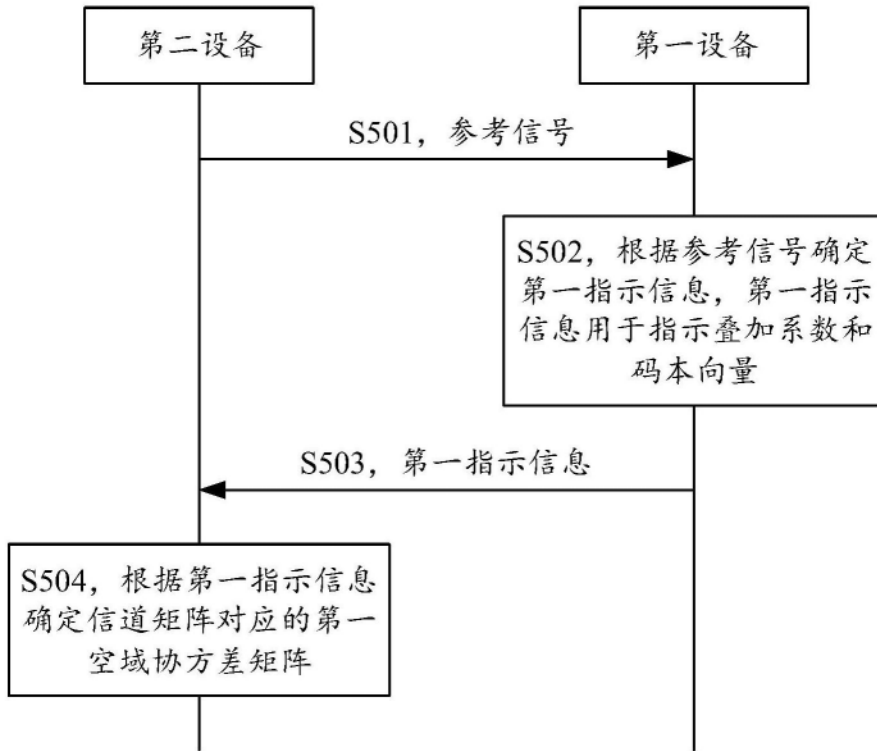 第二设备
第一设备
S501，参考信号
S502，根据参考信号确定
第一指示信息，第一指示
信息用于指示叠加系数和
码本向量
S503，第一指示信息
S504，根据第一指示信息
确定信道矩阵对应的第一
空域协方差矩阵